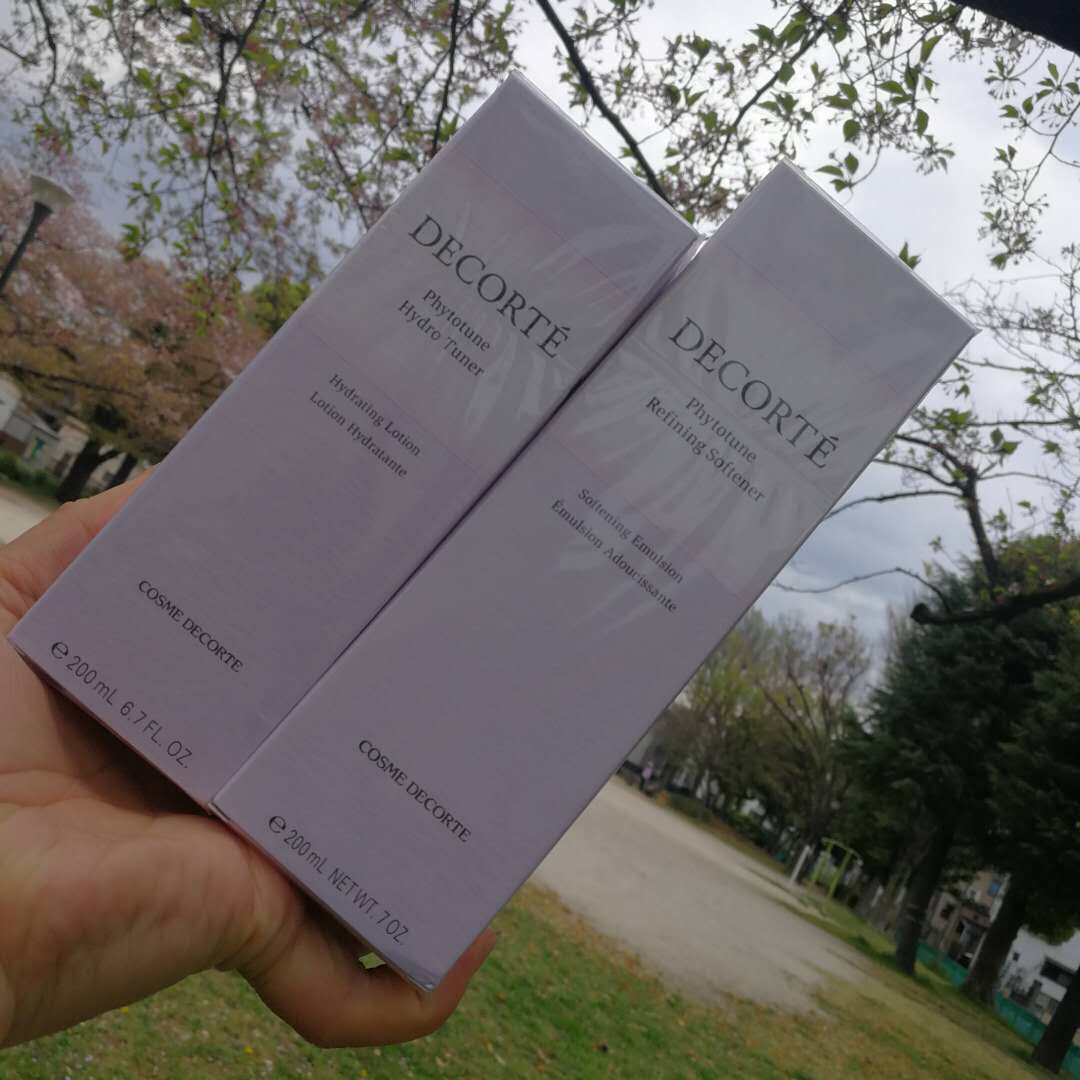 DECORTÉ
Phytotune
Hydro Tuner
Hydrating Lotion
Lotion Hydratante
COSME DECORTE
℮ 200 mL 6.7 FL. OZ.
DECORTÉ
Phytotune
Refining Softener
Softening Emulsion
Émulsion Adoucissante
COSME DECORTE
℮ 200 mL NET WT. 7 OZ.